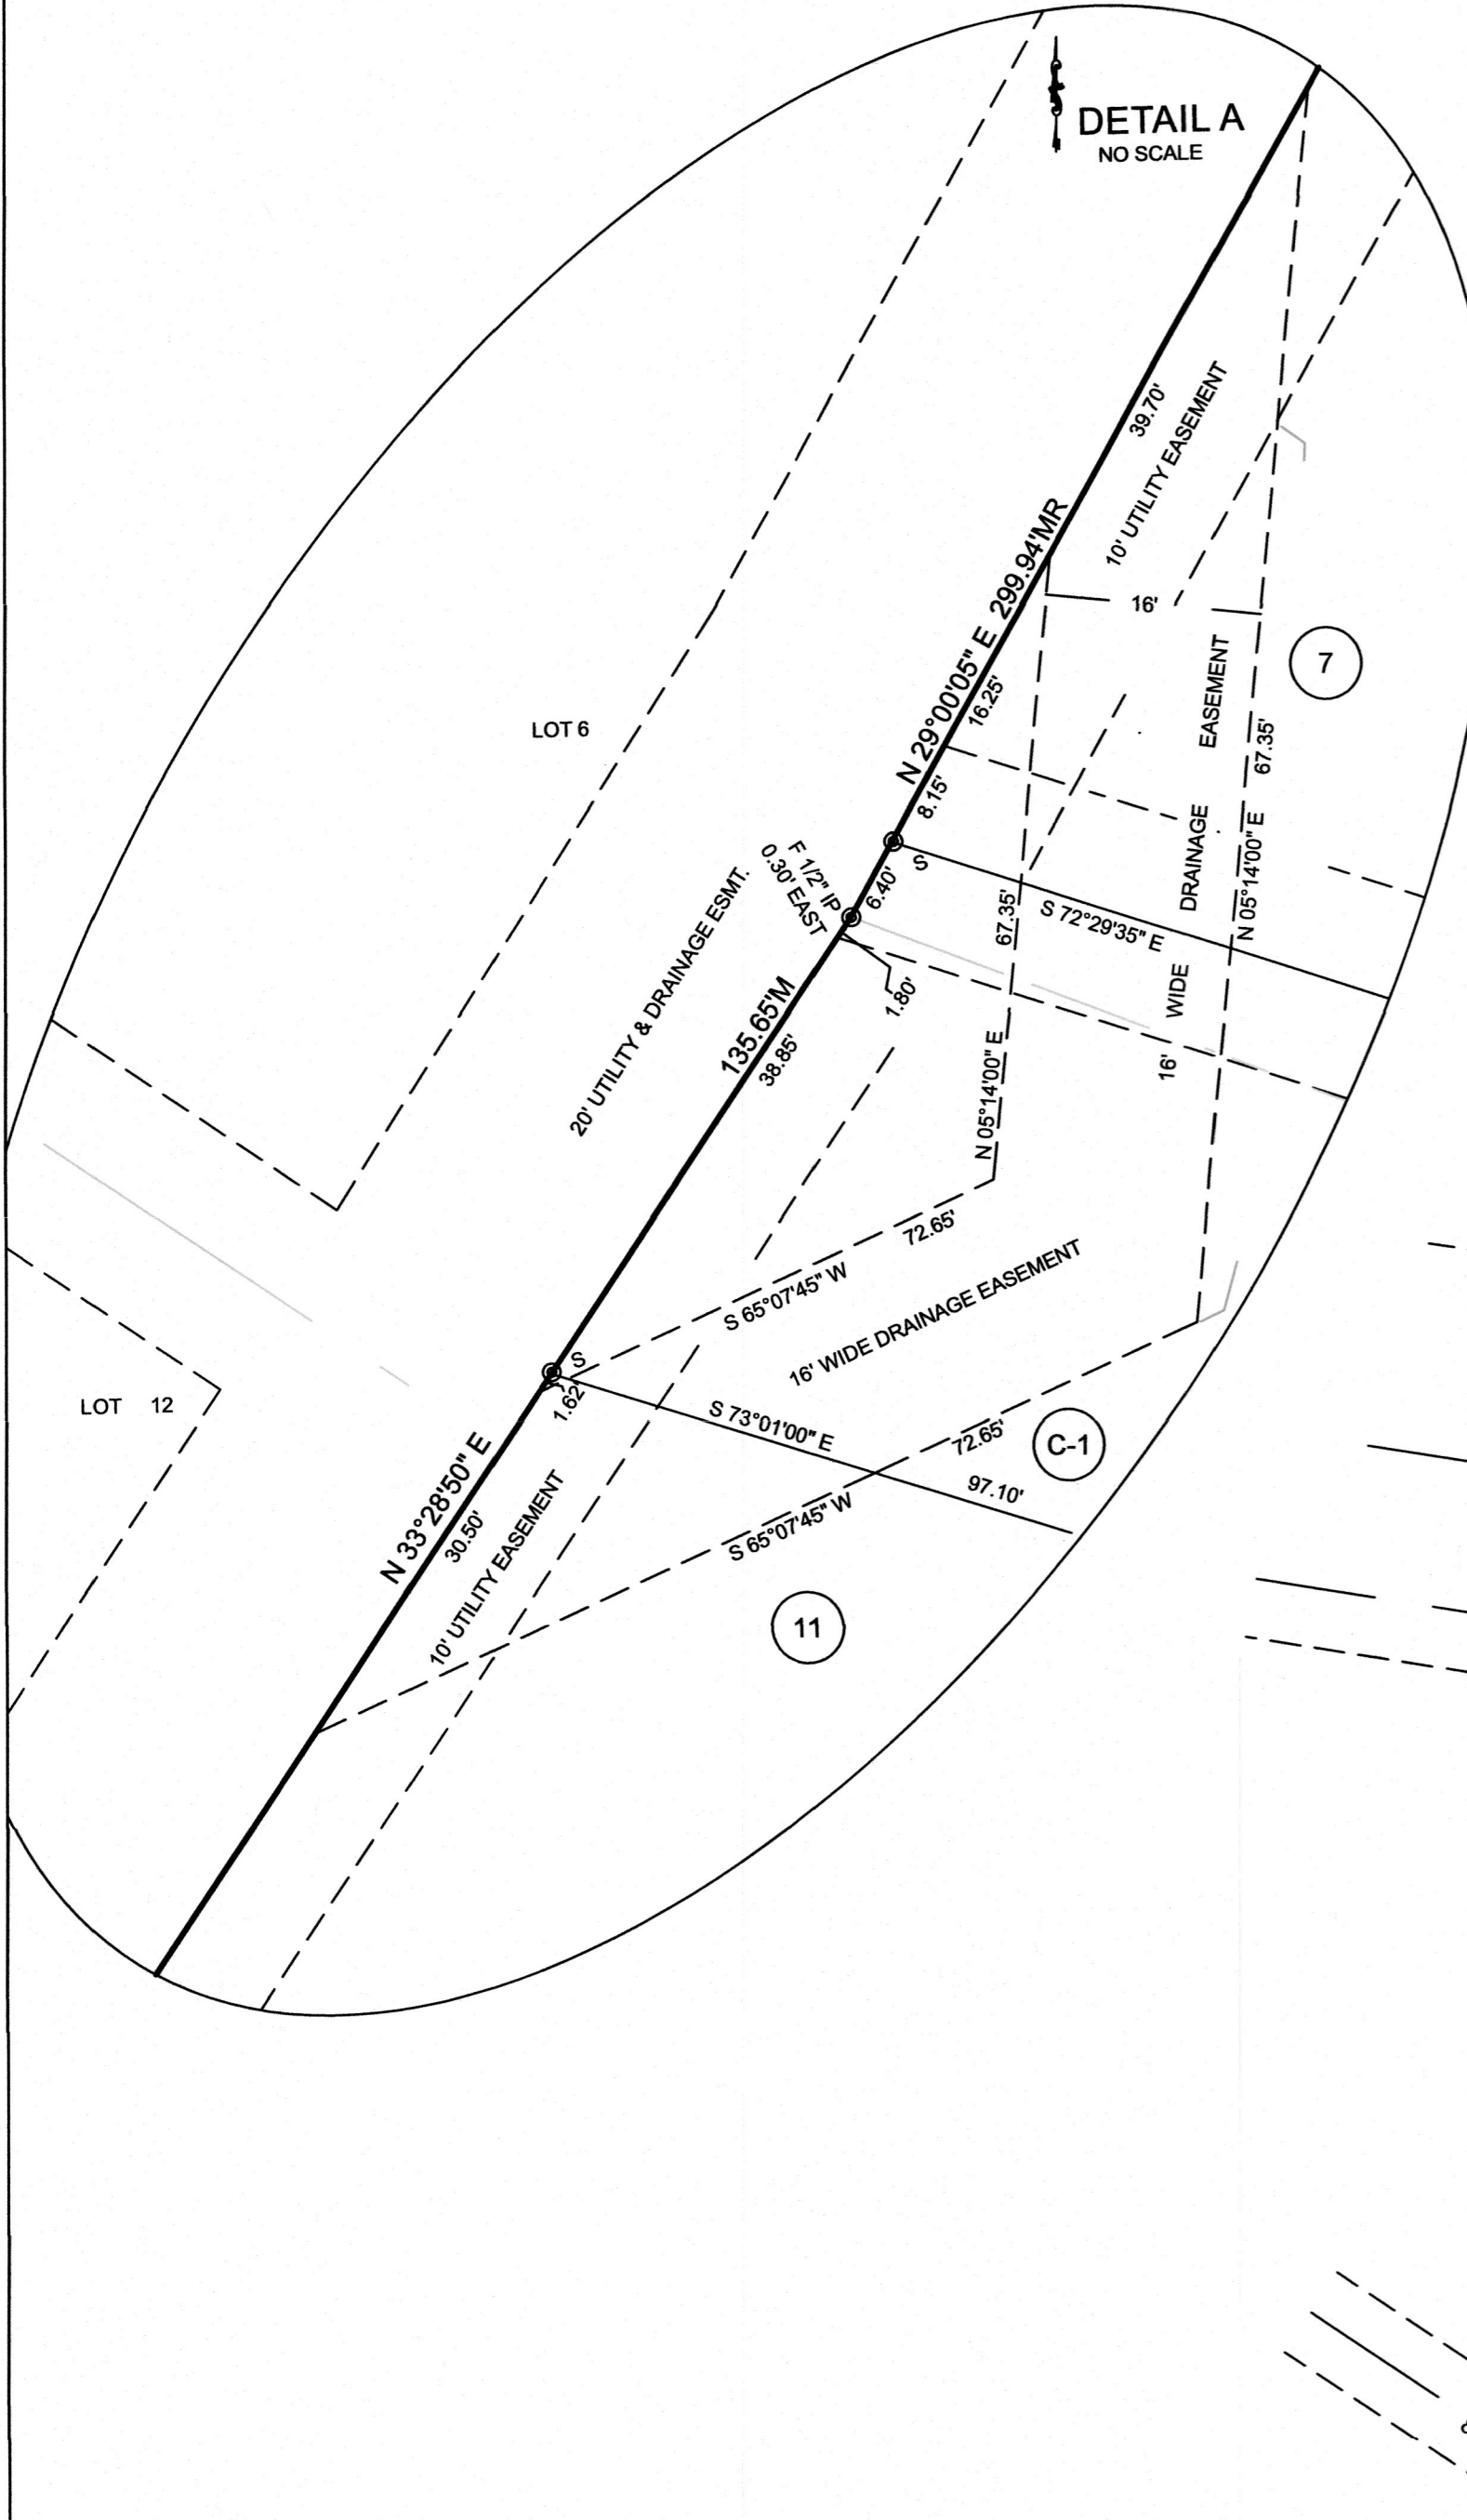 DETAIL A
NO SCALE
39.70'
10' UTILITY EASEMENT
N 29°00'05" E 299.94'MR
16'
7
16.25'
LOT 6
8.15'
S
6.40'
F 1/2" IP
0.30' EAST
S 72°29'35" E
16' WIDE DRAINAGE EASEMENT
N 05°14'00" E 67.35'
N 05°14'00" E 67.35'
20' UTILITY & DRAINAGE ESMT.
135.65'M
38.85'
1.80'
S 65°07'45" W 72.65'
16' WIDE DRAINAGE EASEMENT
S
1.62'
LOT 12
S 73°01'00" E 97.10'
C-1
S 65°07'45" W 72.65'
N 33°28'50" E
30.50'
10' UTILITY EASEMENT
11